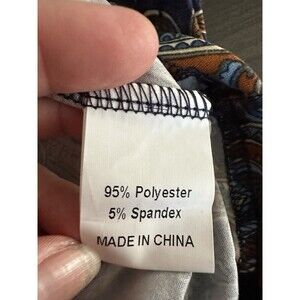 95% Polyester
5% Spandex
MADE IN CHINA